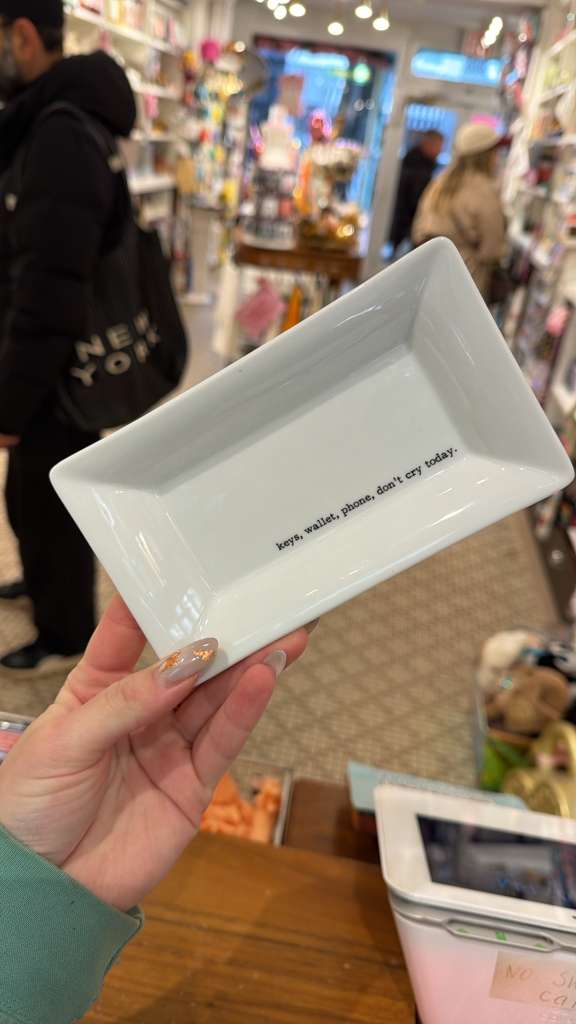 NEW
YORK
keys, wallet, phone, don't cry today.
NO